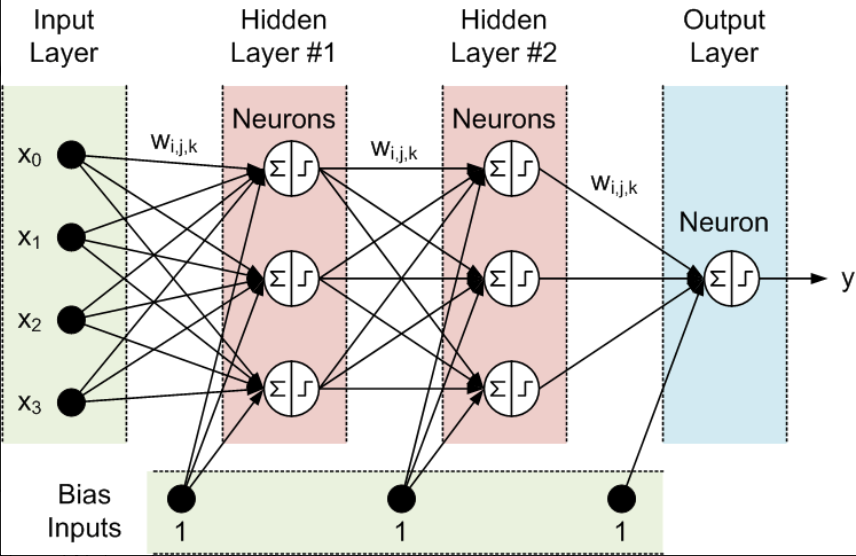 Input
Layer
Hidden
Layer #1
Hidden
Layer #2
Output
Layer
Neurons
Neurons
Neuron
x0
x1
x2
x3
wi,j,k
wi,j,k
wi,j,k
Σ
Σ
Σ
Σ
Σ
Σ
Σ
y
Bias
Inputs
1
1
1